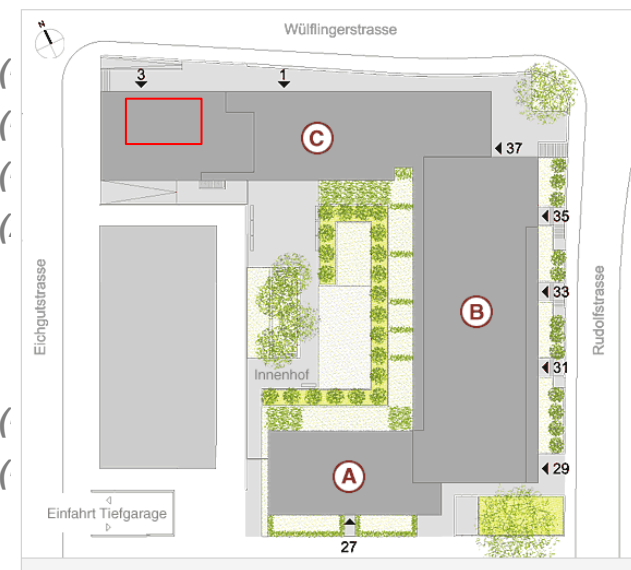 N
Wülflingerstrasse
3
1
C
37
35
Eichgutstrasse
Rudolfstrasse
33
B
31
Innenhof
A
29
Einfahrt Tiefgarage
27